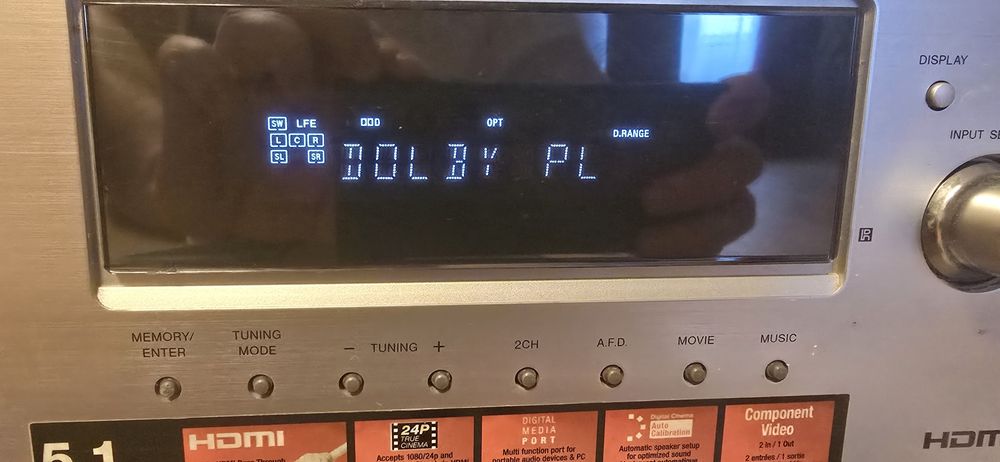 DISPLAY
SW LFE OPT
L C R D.RANGE
SL SR DOLBY PL
INPUT
MEMORY/
ENTER
TUNING
MODE
− TUNING +
2CH
A.F.D.
MOVIE
MUSIC
5.1
HDMI
24P
TRUE
CINEMA
Accepts 1080/24p and
DIGITAL
MEDIA
PORT
Multi function port for
portable audio devices & PC
Digital Cinema
Auto
Calibration
Automatic speaker setup
for optimized sound
Component
Video
2 in / 1 Out
2 entrées / 1 sortie
HDMI